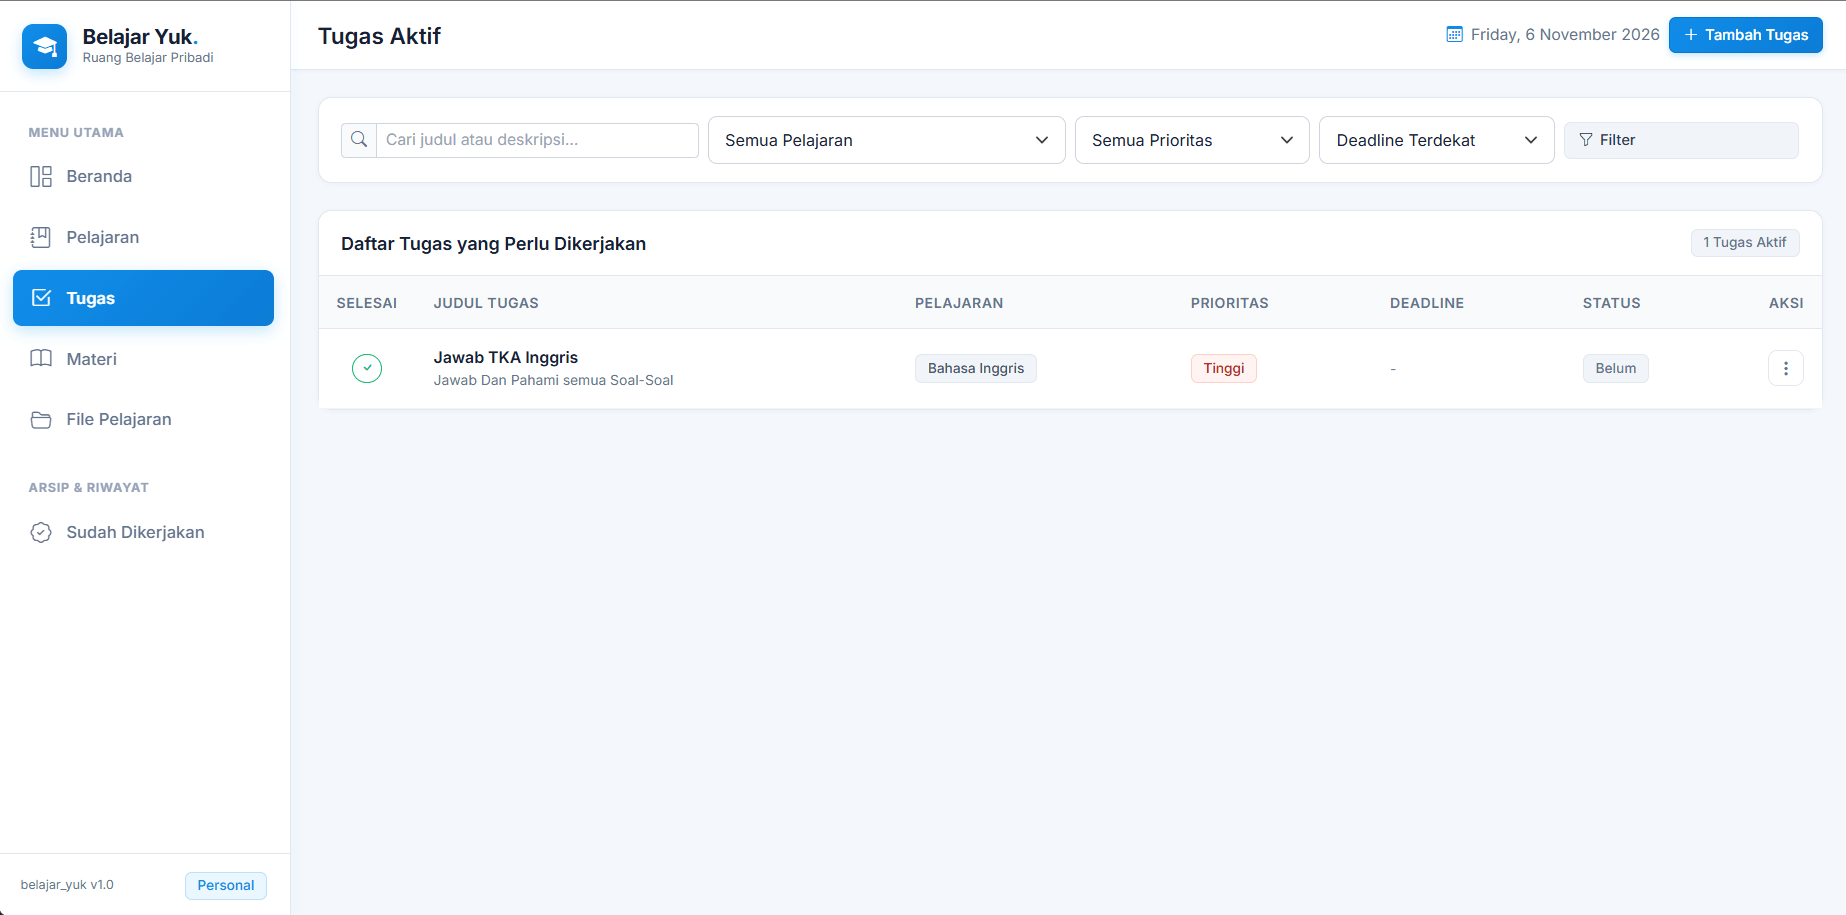 Belajar Yuk.
Ruang Belajar Pribadi
MENU UTAMA
Beranda
Pelajaran
Tugas
Materi
File Pelajaran
ARSIP & RIWAYAT
Sudah Dikerjakan
belajar_yuk v1.0
Personal
Tugas Aktif
Friday, 6 November 2026
Tambah Tugas
Cari judul atau deskripsi...
Semua Pelajaran
Semua Prioritas
Deadline Terdekat
Filter
Daftar Tugas yang Perlu Dikerjakan
1 Tugas Aktif
SELESAI JUDUL TUGAS PELAJARAN PRIORITAS DEADLINE STATUS AKSI
Jawab TKA Inggris
Jawab Dan Pahami semua Soal-Soal
Bahasa Inggris
Tinggi
-
Belum